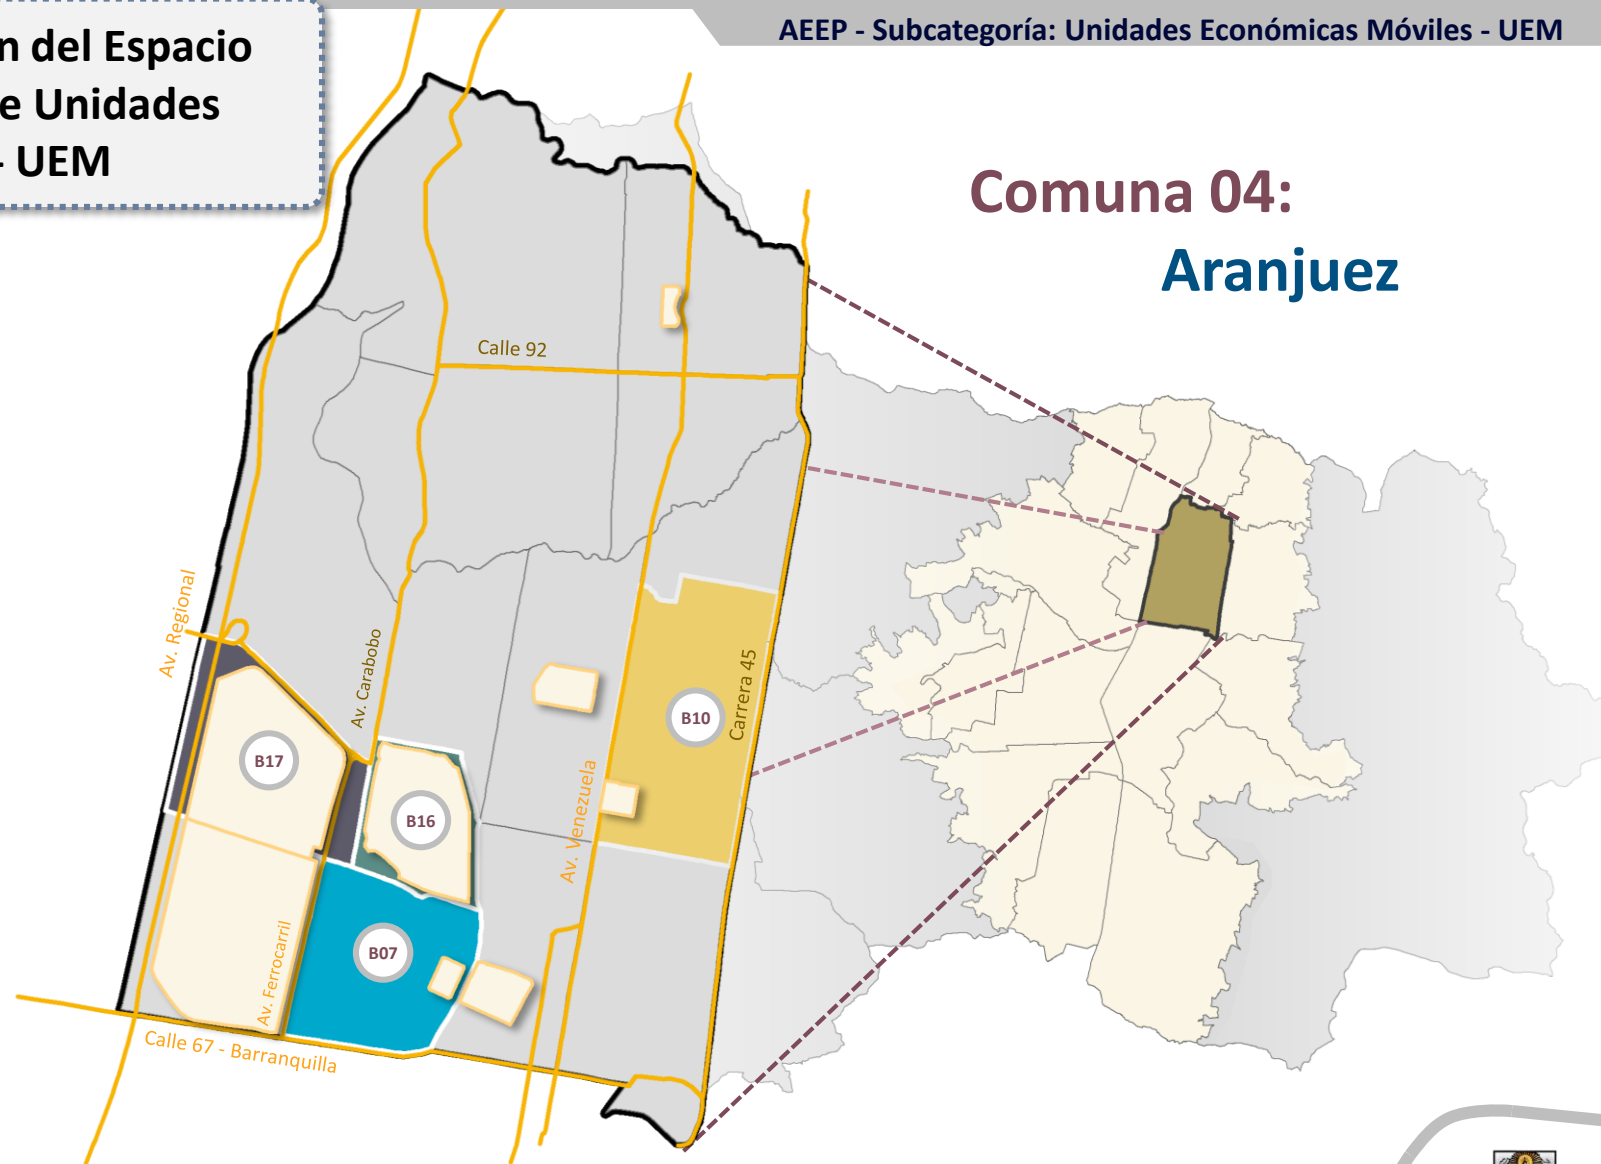 AEEP - Subcategoría: Unidades Económicas Móviles - UEM
del Espacio
Unidades
- UEM
Comuna 04:
Aranjuez
Calle 92
Av. Regional
Av. Carabobo
Carrera 45
B10
B17
B16
Av. Venezuela
B07
Av. Ferrocarril
Calle 67 - Barranquilla